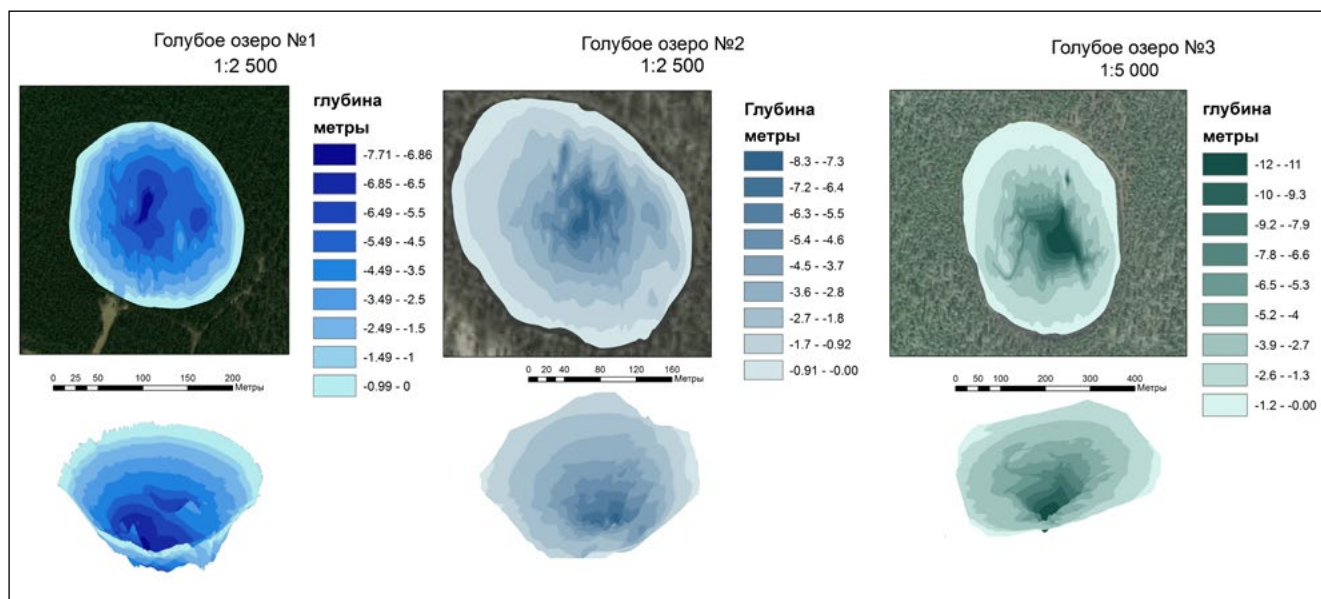 Голубое озеро №1
1:2 500
глубина
метры
-7.71 - -6.86
-6.85 - -6.5
-6.49 - -5.5
-5.49 - -4.5
-4.49 - -3.5
-3.49 - -2.5
-2.49 - -1.5
-1.49 - -1
-0.99 - 0
0 25 50 100 150 200
Метры
Голубое озеро №2
1:2 500
Глубина
метры
-8.3 - -7.3
-7.2 - -6.4
-6.3 - -5.5
-5.4 - -4.6
-4.5 - -3.7
-3.6 - -2.8
-2.7 - -1.8
-1.7 - -0.92
-0.91 - -0.00
0 20 40 80 120 160
Метры
Голубое озеро №3
1:5 000
глубина
метры
-12 - -11
-10 - -9.3
-9.2 - -7.9
-7.8 - -6.6
-6.5 - -5.3
-5.2 - -4
-3.9 - -2.7
-2.6 - -1.3
-1.2 - -0.00
0 50 100 200 300 400
Метры